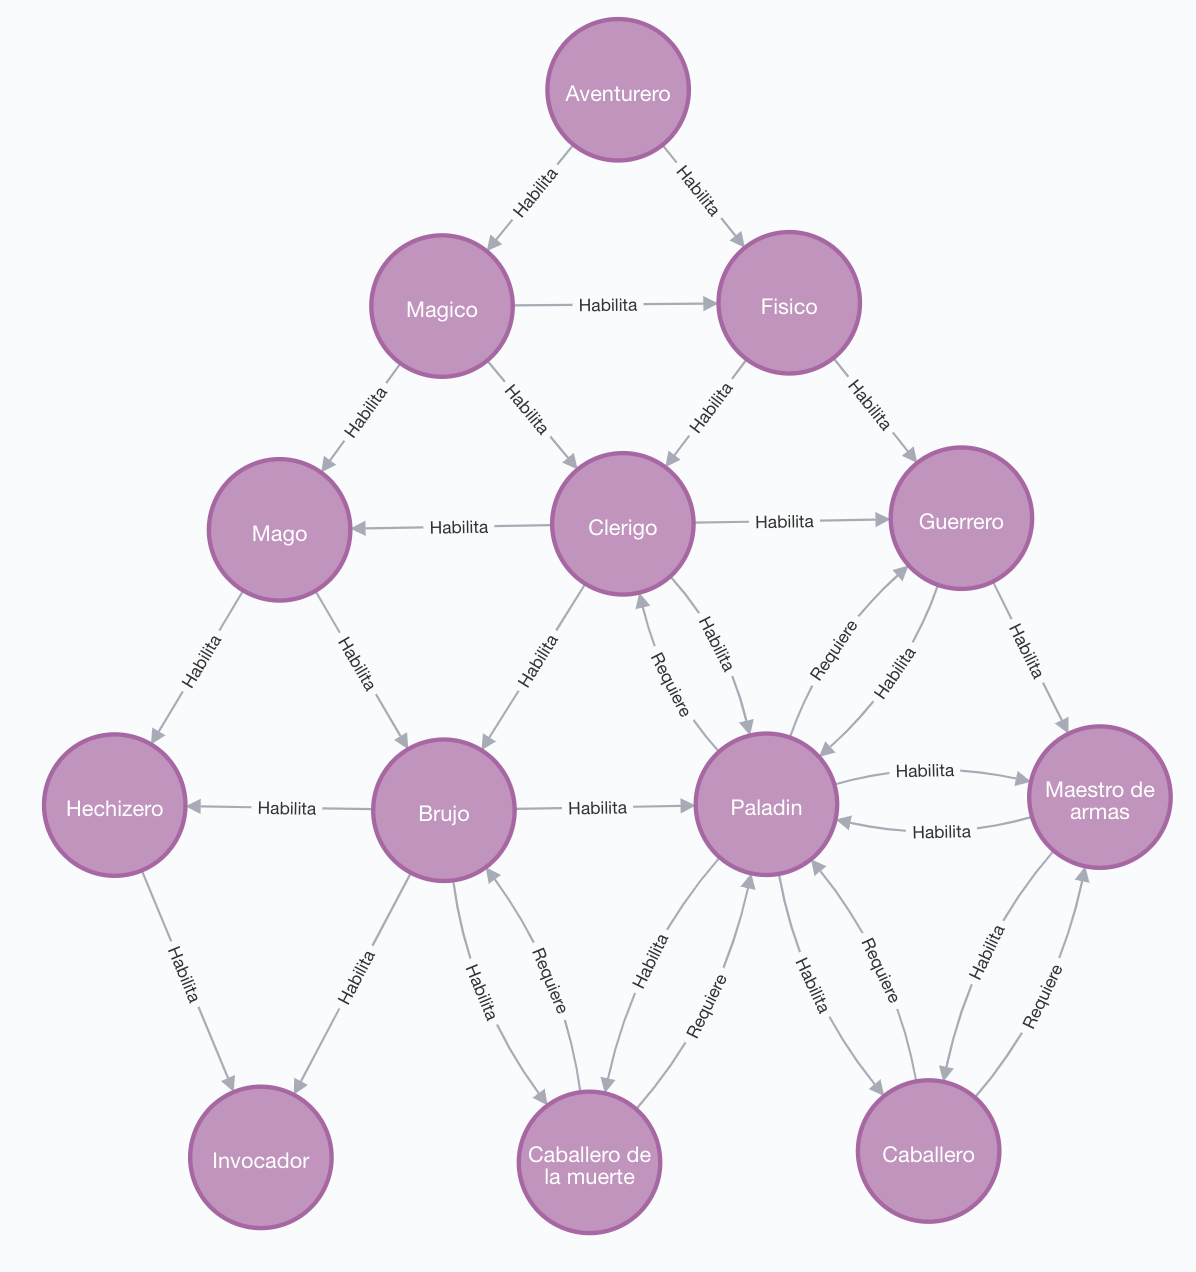 Aventurero
Habilita
Habilita
Magico
Habilita
Fisico
Habilita
Habilita
Habilita
Habilita
Mago
Habilita
Clerigo
Habilita
Guerrero
Habilita
Habilita
Habilita
Requiere
Habilita
Requiere
Habilita
Habilita
Hechizero
Habilita
Brujo
Habilita
Paladin
Habilita
Habilita
Maestro de
armas
Habilita
Habilita
Habilita
Requiere
Habilita
Requiere
Habilita
Requiere
Habilita
Requiere
Invocador
Caballero de
la muerte
Caballero